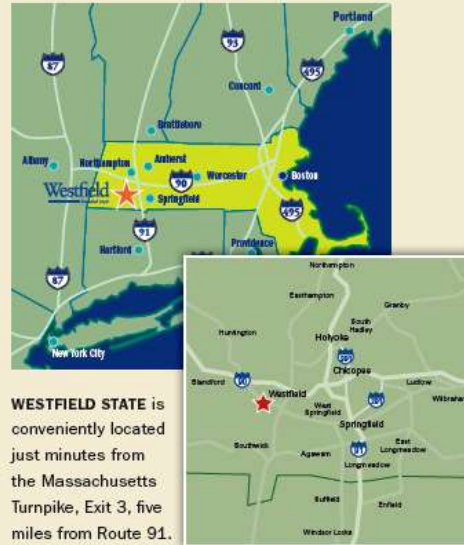 Portland
93
87
495
Concord
Brattleboro
Albany
Northampton
Amherst
90
Worcester
Boston
Westfield
Springfield
495
91
Hartford
Providence
87
New York City
Northampton
Easthampton
Granby
South
Hadley
Huntington
Holyoke
Chicopee
Blandford
90
Ludlow
Westfield
West
Springfield
Wilbraham
Springfield
Southwick
Agawam
East
Longmeadow
91
Longmeadow
Suffield
Enfield
Windsor Locks
WESTFIELD STATE is
conveniently located
just minutes from
the Massachusetts
Turnpike, Exit 3, five
miles from Route 91.